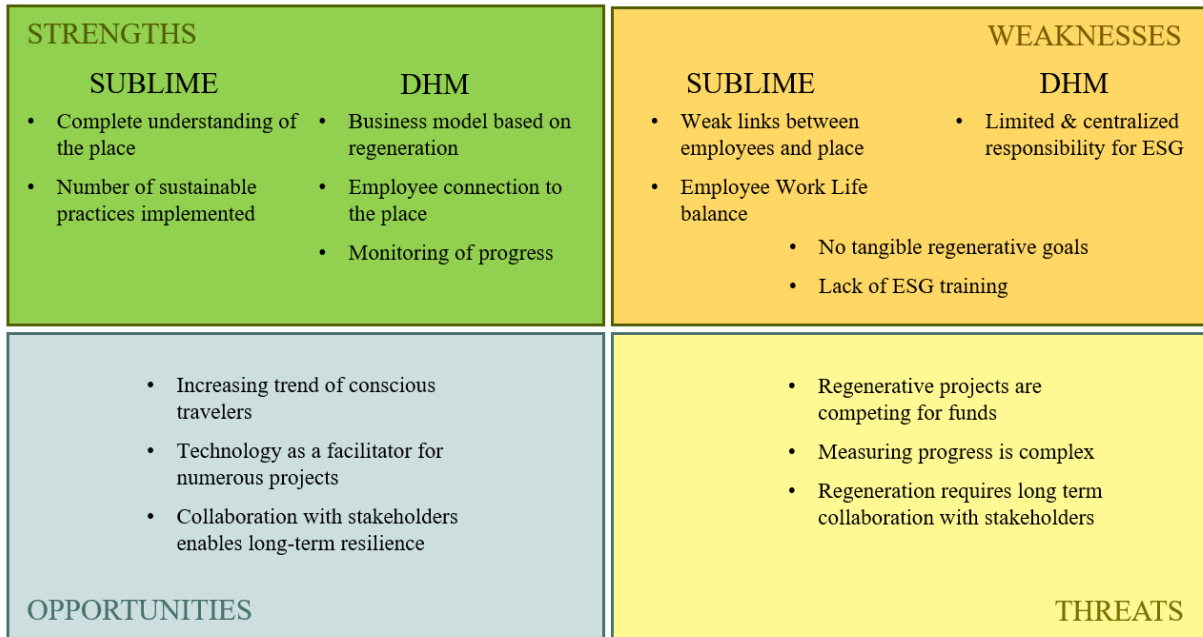 STRENGTHS
SUBLIME
• Complete understanding of
the place
• Number of sustainable
practices implemented
DHM
• Business model based on
regeneration
• Employee connection to
the place
• Monitoring of progress
WEAKNESSES
SUBLIME
• Weak links between
employees and place
• Employee Work Life
balance
DHM
• Limited & centralized
responsibility for ESG
• No tangible regenerative goals
• Lack of ESG training
• Increasing trend of conscious
travelers
• Technology as a facilitator for
numerous projects
• Collaboration with stakeholders
enables long-term resilience
OPPORTUNITIES
• Regenerative projects are
competing for funds
• Measuring progress is complex
• Regeneration requires long term
collaboration with stakeholders
THREATS